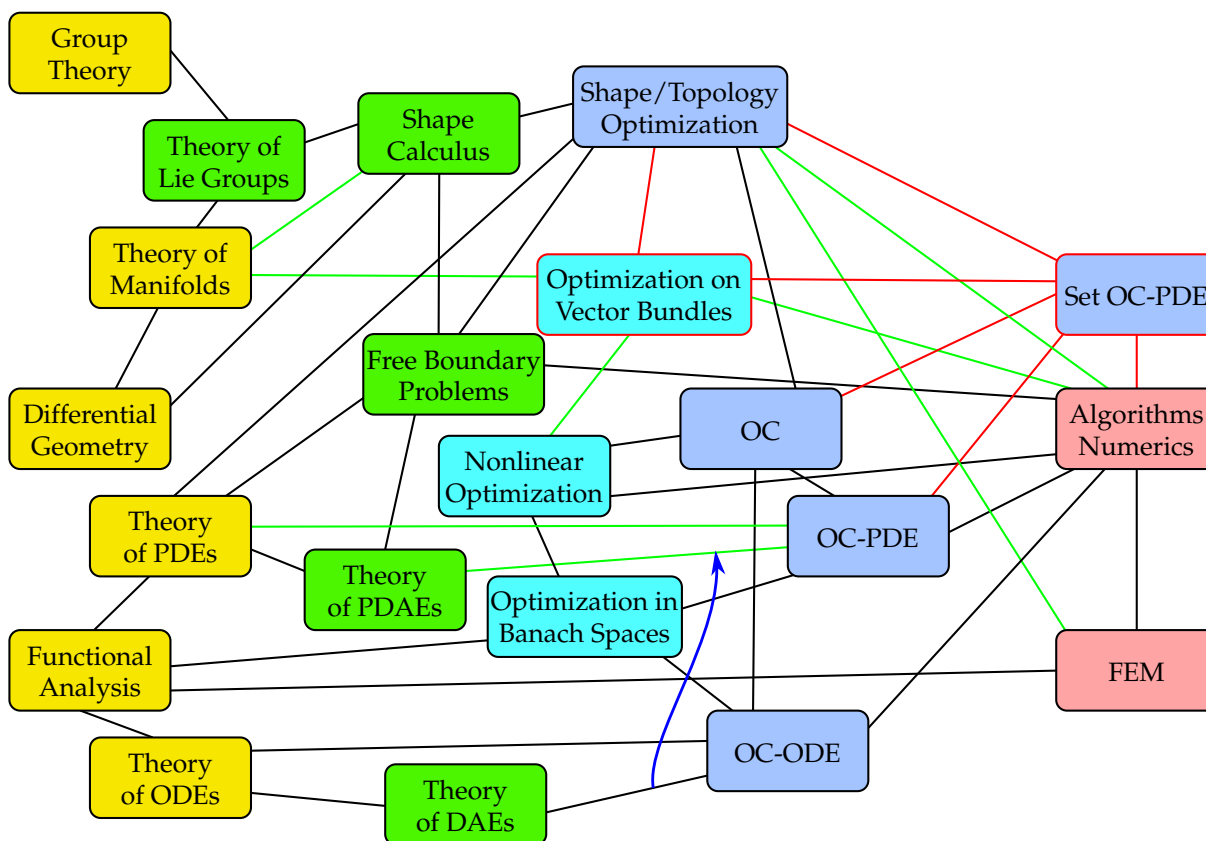 Group
Theory
Shape/Topology
Optimization
Shape
Calculus
Theory of
Lie Groups
Theory of
Manifolds
Optimization on
Vector Bundles
Set OC-PDE
Free Boundary
Problems
Differential
Geometry
OC
Algorithms
Numerics
Nonlinear
Optimization
Theory
of PDEs
OC-PDE
Theory
of PDAEs
Optimization in
Banach Spaces
Functional
Analysis
FEM
OC-ODE
Theory
of ODEs
Theory
of DAEs